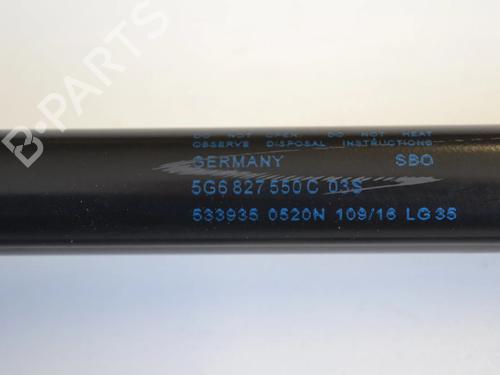 DO NOT OPEN DO NOT HEAT
OBSERVE DISPOSAL INSTRUCTIONS
GERMANY SBO
5G6 827 550 C 03S
533935 0520N 109/16 LG35
B-PARTS